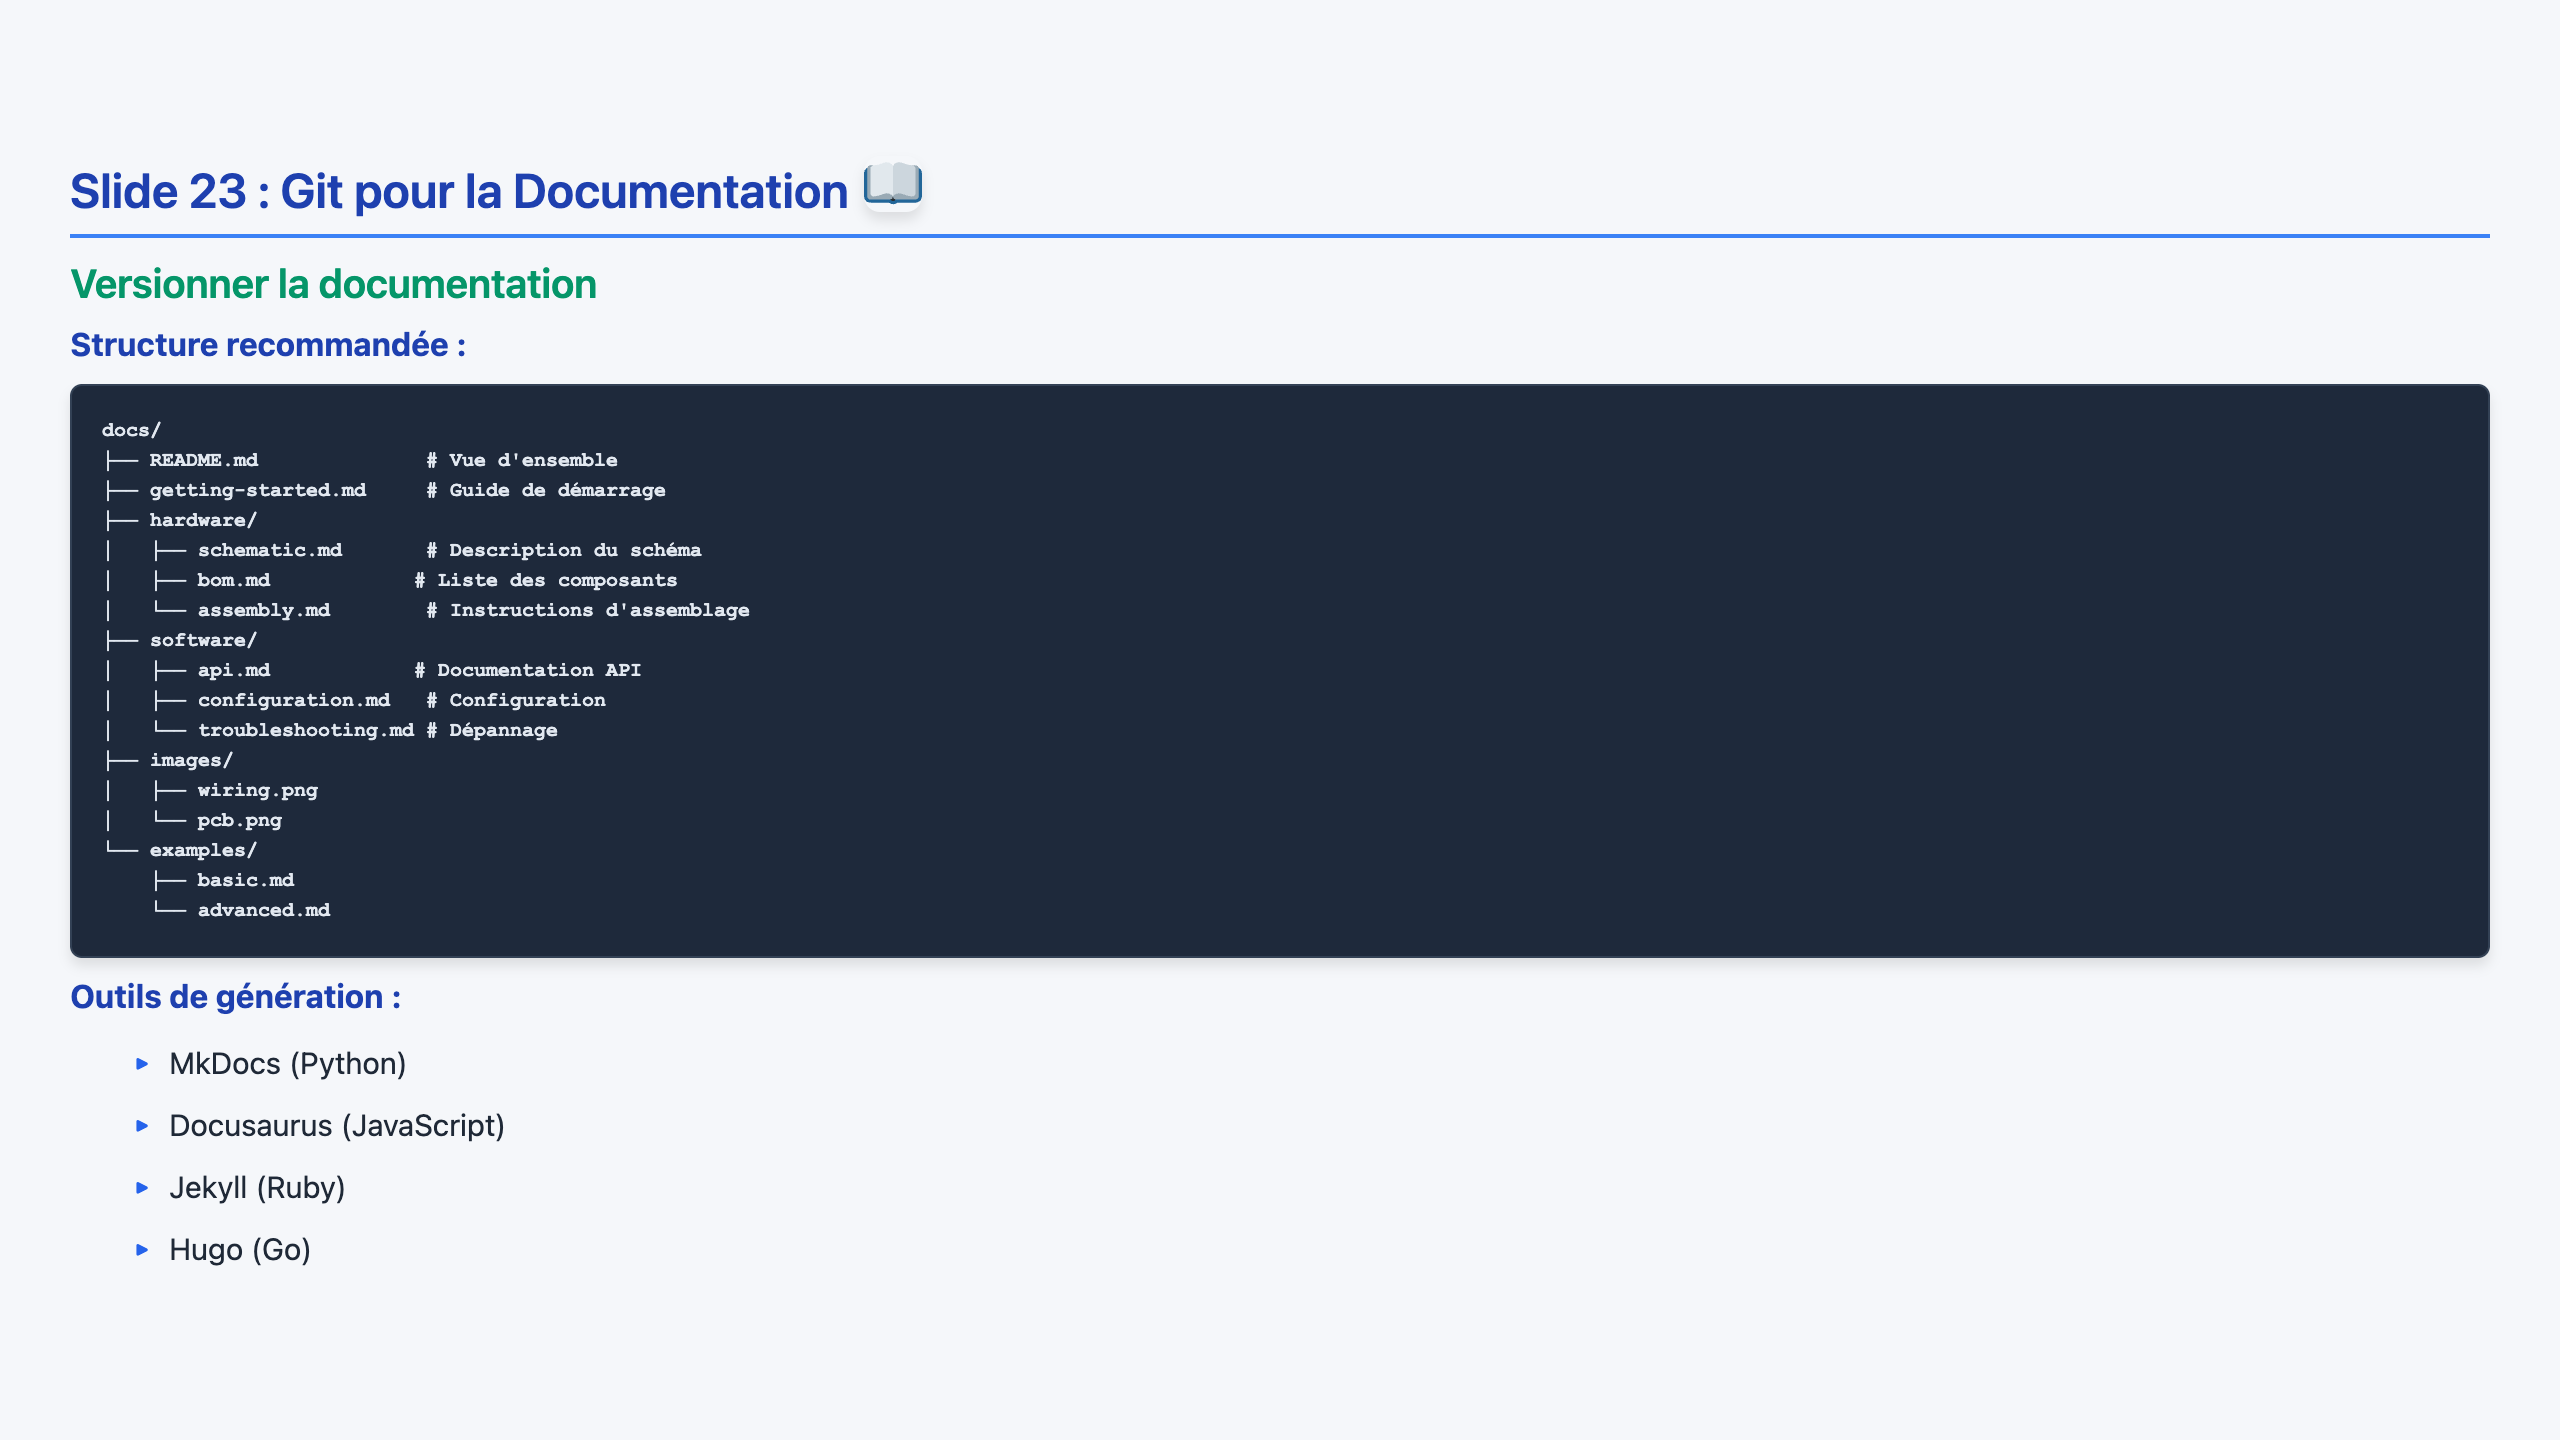 Slide 23 : Git pour la Documentation 📖
Versionner la documentation
Structure recommandée :
docs/
├── README.md              # Vue d'ensemble
├── getting-started.md     # Guide de démarrage
├── hardware/
│   ├── schematic.md       # Description du schéma
│   ├── bom.md            # Liste des composants
│   └── assembly.md        # Instructions d'assemblage
├── software/
│   ├── api.md            # Documentation API
│   ├── configuration.md   # Configuration
│   └── troubleshooting.md # Dépannage
├── images/
│   ├── wiring.png
│   └── pcb.png
└── examples/
    ├── basic.md
    └── advanced.md
Outils de génération :
▸ MkDocs (Python)
▸ Docusaurus (JavaScript)
▸ Jekyll (Ruby)
▸ Hugo (Go)